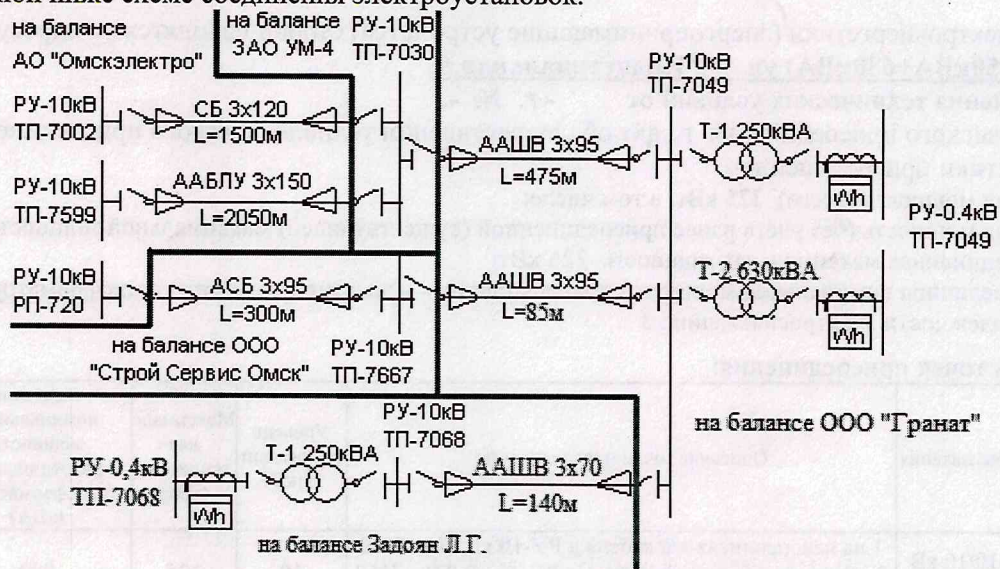 на балансе
АО "Омскэлектро"
на балансе
ЗАО УМ-4
РУ-10кВ
ТП-7030
РУ-10кВ
ТП-7002
СБ 3х120
L=1500м
РУ-10кВ
ТП-7599
ААБПУ 3х150
L=2050м
ААШВ 3х95
L=475м
РУ-10кВ
ТП-7049
Т-1 250кВА
Wh
РУ-0.4кВ
ТП-7049
РУ-10кВ
РП-720
АСБ 3х95
L=300м
ААШВ 3х95
L=85м
Т-2 630кВА
Wh
на балансе ООО
"Строй Сервис Омск"
РУ-10кВ
ТП-7667
на балансе ООО "Гранат"
РУ-0,4кВ
ТП-7068
Wh
Т-1 250кВА
РУ-10кВ
ТП-7068
ААШВ 3х70
L=140м
на балансе Задоян Л.Г.